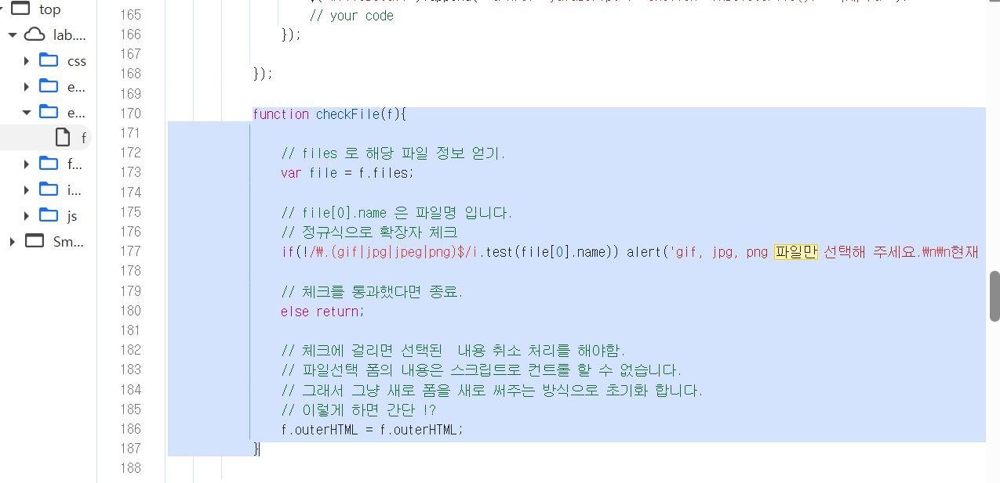 top
lab....
css
e...
e...
f
f...
i...
js
Sm...
165
// your code
166 });
167
168 });
169
170 function checkFile(f){
171
172 // files 로 해당 파일 정보 얻기.
173 var file = f.files;
174
175 // file[0].name 은 파일명 입니다.
176 // 정규식으로 확장자 체크
177 if(!/₩.(gif|jpg|jpeg|png)$/i.test(file[0].name)) alert('gif, jpg, png 파일만 선택해 주세요.₩n₩n현재
178
179 // 체크를 통과했다면 종료.
180 else return;
181
182 // 체크에 걸리면 선택된  내용 취소 처리를 해야함.
183 // 파일선택 폼의 내용은 스크립트로 컨트롤 할 수 없습니다.
184 // 그래서 그냥 새로 폼을 새로 써주는 방식으로 초기화 합니다.
185 // 이렇게 하면 간단 !?
186 f.outerHTML = f.outerHTML;
187 }
188